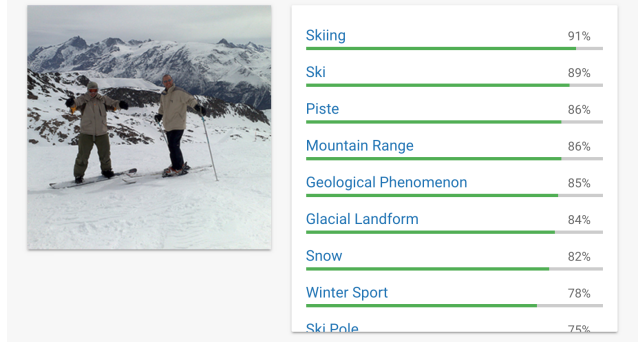 Skiing 91%
Ski 89%
Piste 86%
Mountain Range 86%
Geological Phenomenon 85%
Glacial Landform 84%
Snow 82%
Winter Sport 78%
Ski Pole 75%